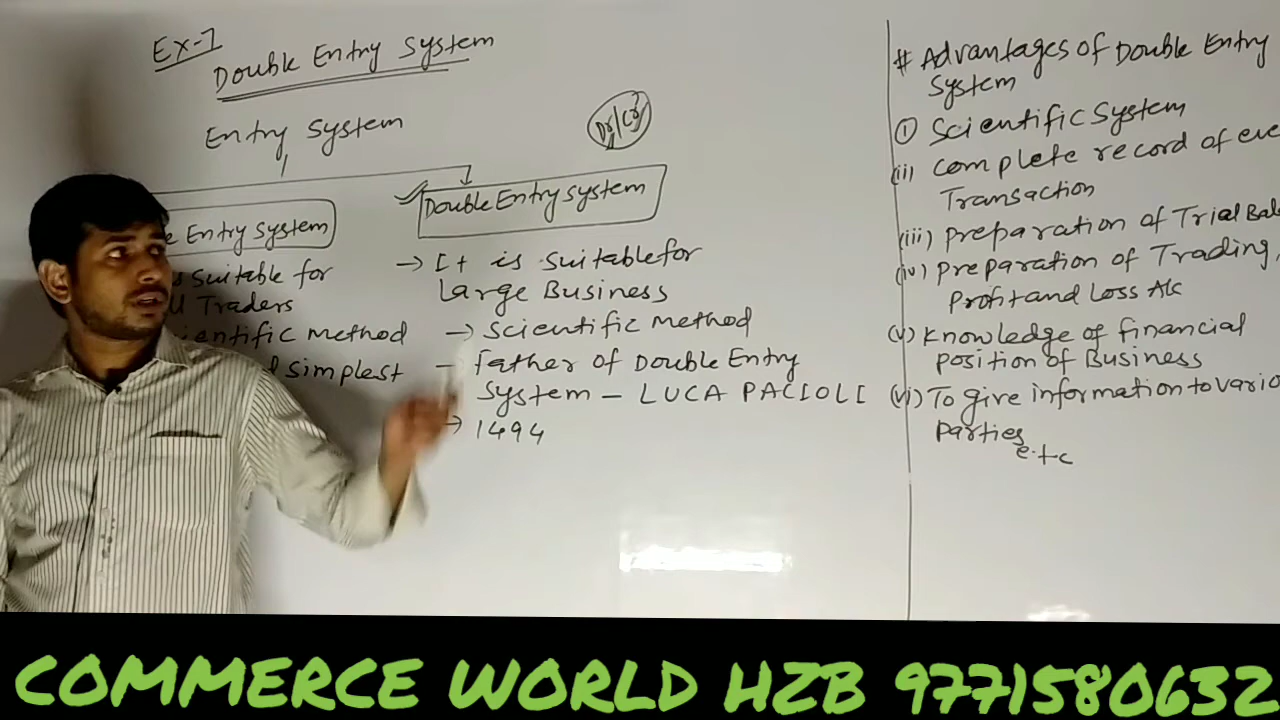 Ex-1
Double Entry System
Entry System
Dr/Cr
Entry System
Double Entry System
suitable for
Traders
method
simplest
→ It is suitable for
Large Business
→ Scientific method
- Father of Double Entry
System - LUCA PACIOLI
→ 1494
# Advantages of Double Entry
System
(i) Scientific System
(ii) complete record of
Transaction
(iii) preparation of Trial
(iv) preparation of Trading,
Profit and Loss A/c
(v) Knowledge of financial
position of Business
(vi) To give information to
parties
e.t.c
COMMERCE WORLD HZB 9771580632